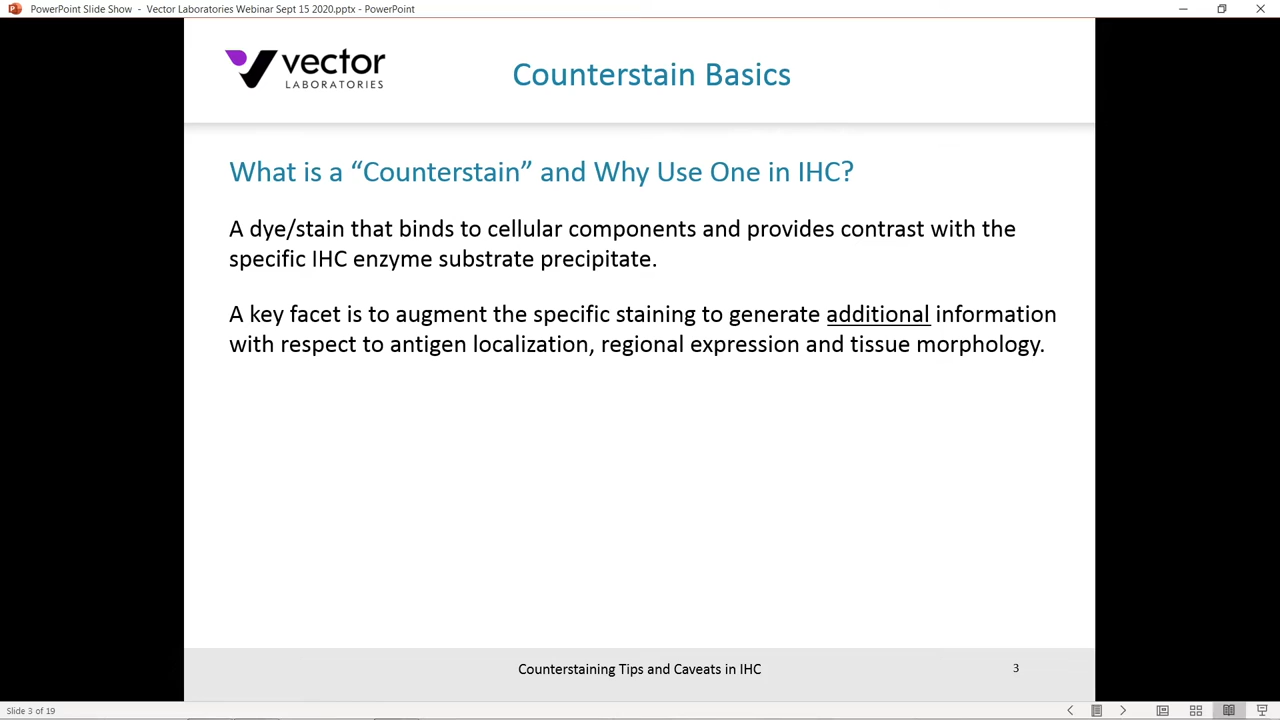 PowerPoint Slide Show - Vector Laboratories Webinar Sept 15 2020.pptx - PowerPoint
vector
LABORATORIES
Counterstain Basics
What is a “Counterstain” and Why Use One in IHC?
A dye/stain that binds to cellular components and provides contrast with the
specific IHC enzyme substrate precipitate.
A key facet is to augment the specific staining to generate additional information
with respect to antigen localization, regional expression and tissue morphology.
Counterstaining Tips and Caveats in IHC
3
Slide 3 of 19